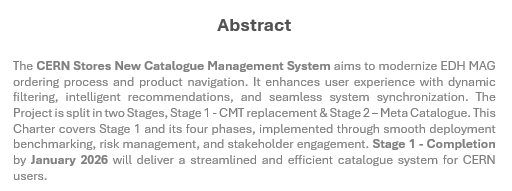 Abstract
The CERN Stores New Catalogue Management System aims to modernize EDH MAG
ordering process and product navigation. It enhances user experience with dynamic
filtering, intelligent recommendations, and seamless system synchronization. The
Project is split in two Stages, Stage 1 - CMT replacement & Stage 2 – Meta Catalogue. This
Charter covers Stage 1 and its four phases, implemented through smooth deployment
benchmarking, risk management, and stakeholder engagement. Stage 1 - Completion
by January 2026 will deliver a streamlined and efficient catalogue system for CERN
users.